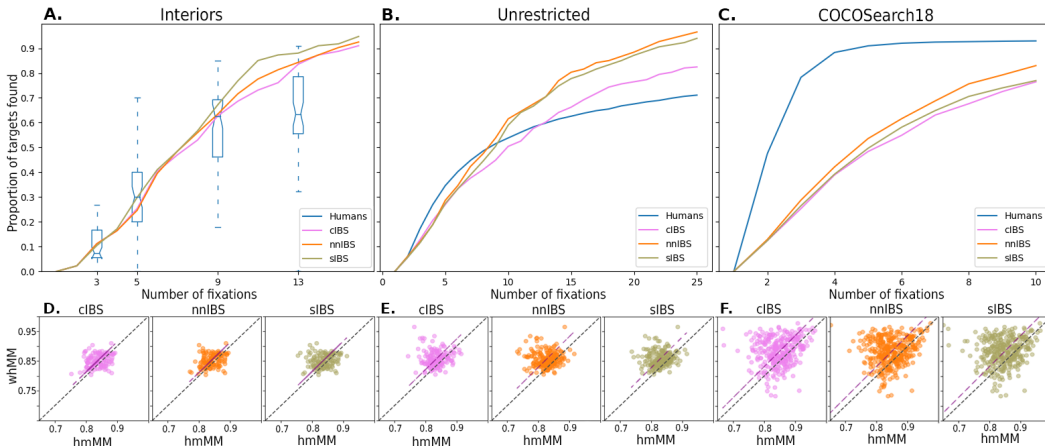 A. Interiors
B. Unrestricted
C. COCOSearch18
Proportion of targets found
0.9
0.8
0.7
0.6
0.5
0.4
0.3
0.2
0.1
0.0
Humans
cIBS
nnIBS
sIBS
Humans
cIBS
nnIBS
sIBS
Humans
cIBS
nnIBS
sIBS
3 5 9 13
0 5 10 15 20 25
2 4 6 8 10
Number of fixations
Number of fixations
Number of fixations
D. cIBS nnIBS sIBS
E. cIBS nnIBS sIBS
F. cIBS nnIBS sIBS
whMM
0.95
0.85
0.75
0.7 0.8 0.9 0.7 0.8 0.9 0.7 0.8 0.9 0.7 0.8 0.9 0.7 0.8 0.9 0.7 0.8 0.9 0.7 0.8 0.9 0.7 0.8 0.9 0.7 0.8 0.9
hmMM hmMM hmMM hmMM hmMM hmMM hmMM hmMM hmMM